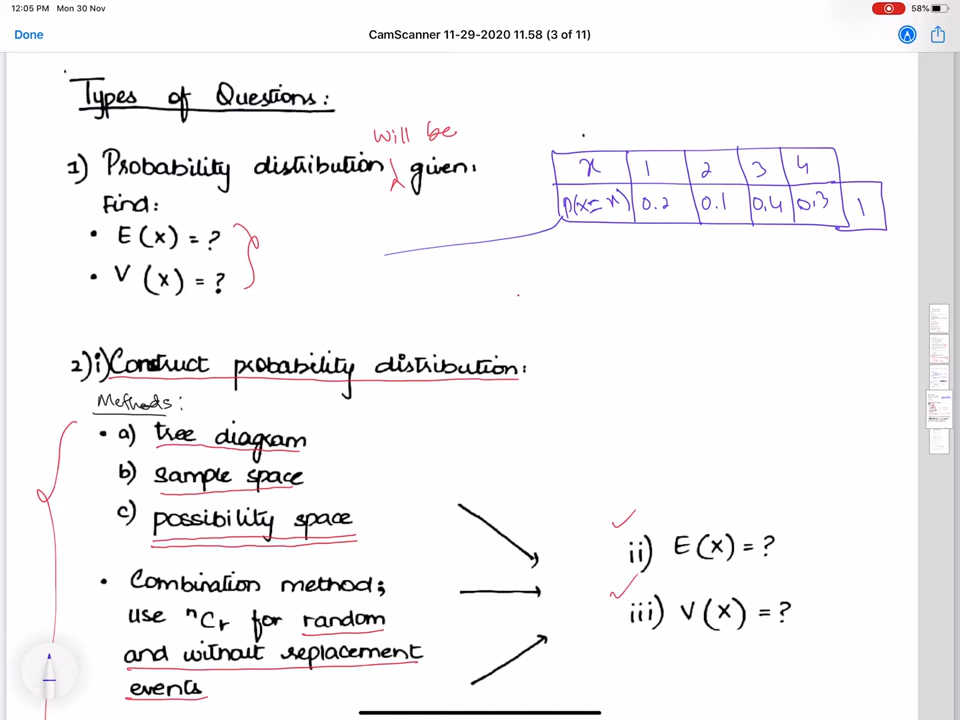 12:05 PM Mon 30 Nov
58%
Done
CamScanner 11-29-2020 11.58 (3 of 11)
Types of Questions:
will be
1) Probability distribution given:
Find:
• E(x) = ?
• V(x) = ?
x 1 2 3 4
P(X=x) 0.2 0.1 0.4 0.3 1
2)i) Construct probability distribution:
Methods:
• a) tree diagram
b) sample space
c) possibility space
• Combination method;
use ⁿCᵣ for random
and without replacement
events
ii) E(x) = ?
iii) V(x) = ?